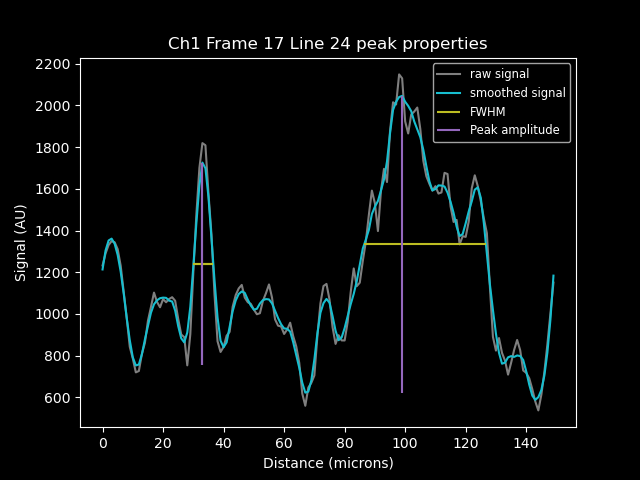 Ch1 Frame 17 Line 24 peak properties
raw signal
smoothed signal
FWHM
Peak amplitude
Signal (AU)
2200
2000
1800
1600
1400
1200
1000
800
600
0 20 40 60 80 100 120 140
Distance (microns)